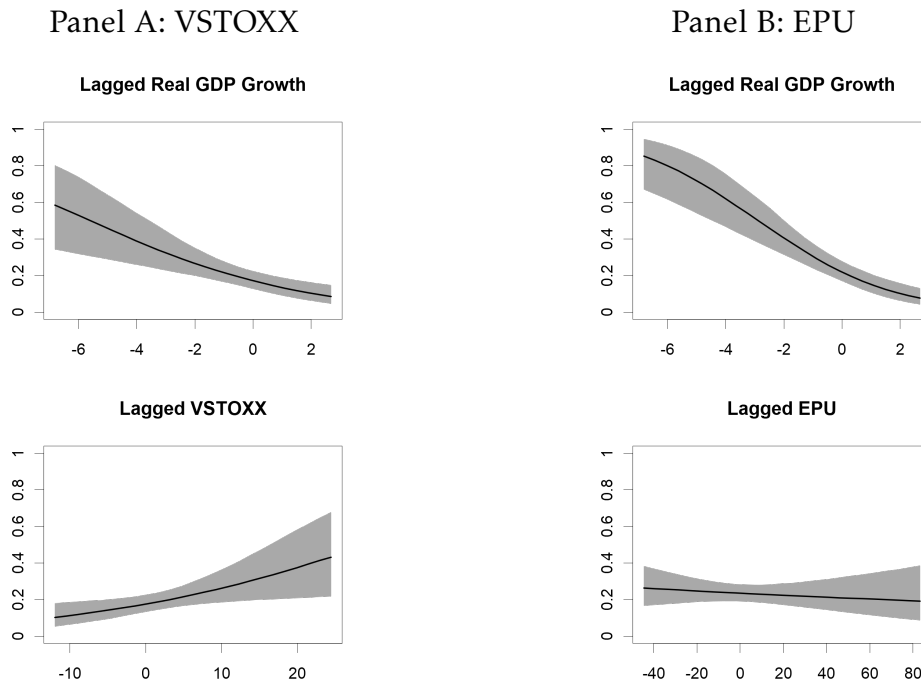 Panel A: VSTOXX
Panel B: EPU
Lagged Real GDP Growth
1
0.8
0.6
0.4
0.2
0
-6 -4 -2 0 2
Lagged Real GDP Growth
1
0.8
0.6
0.4
0.2
0
-6 -4 -2 0 2
Lagged VSTOXX
1
0.8
0.6
0.4
0.2
0
-10 0 10 20
Lagged EPU
1
0.8
0.6
0.4
0.2
0
-40 -20 0 20 40 60 80